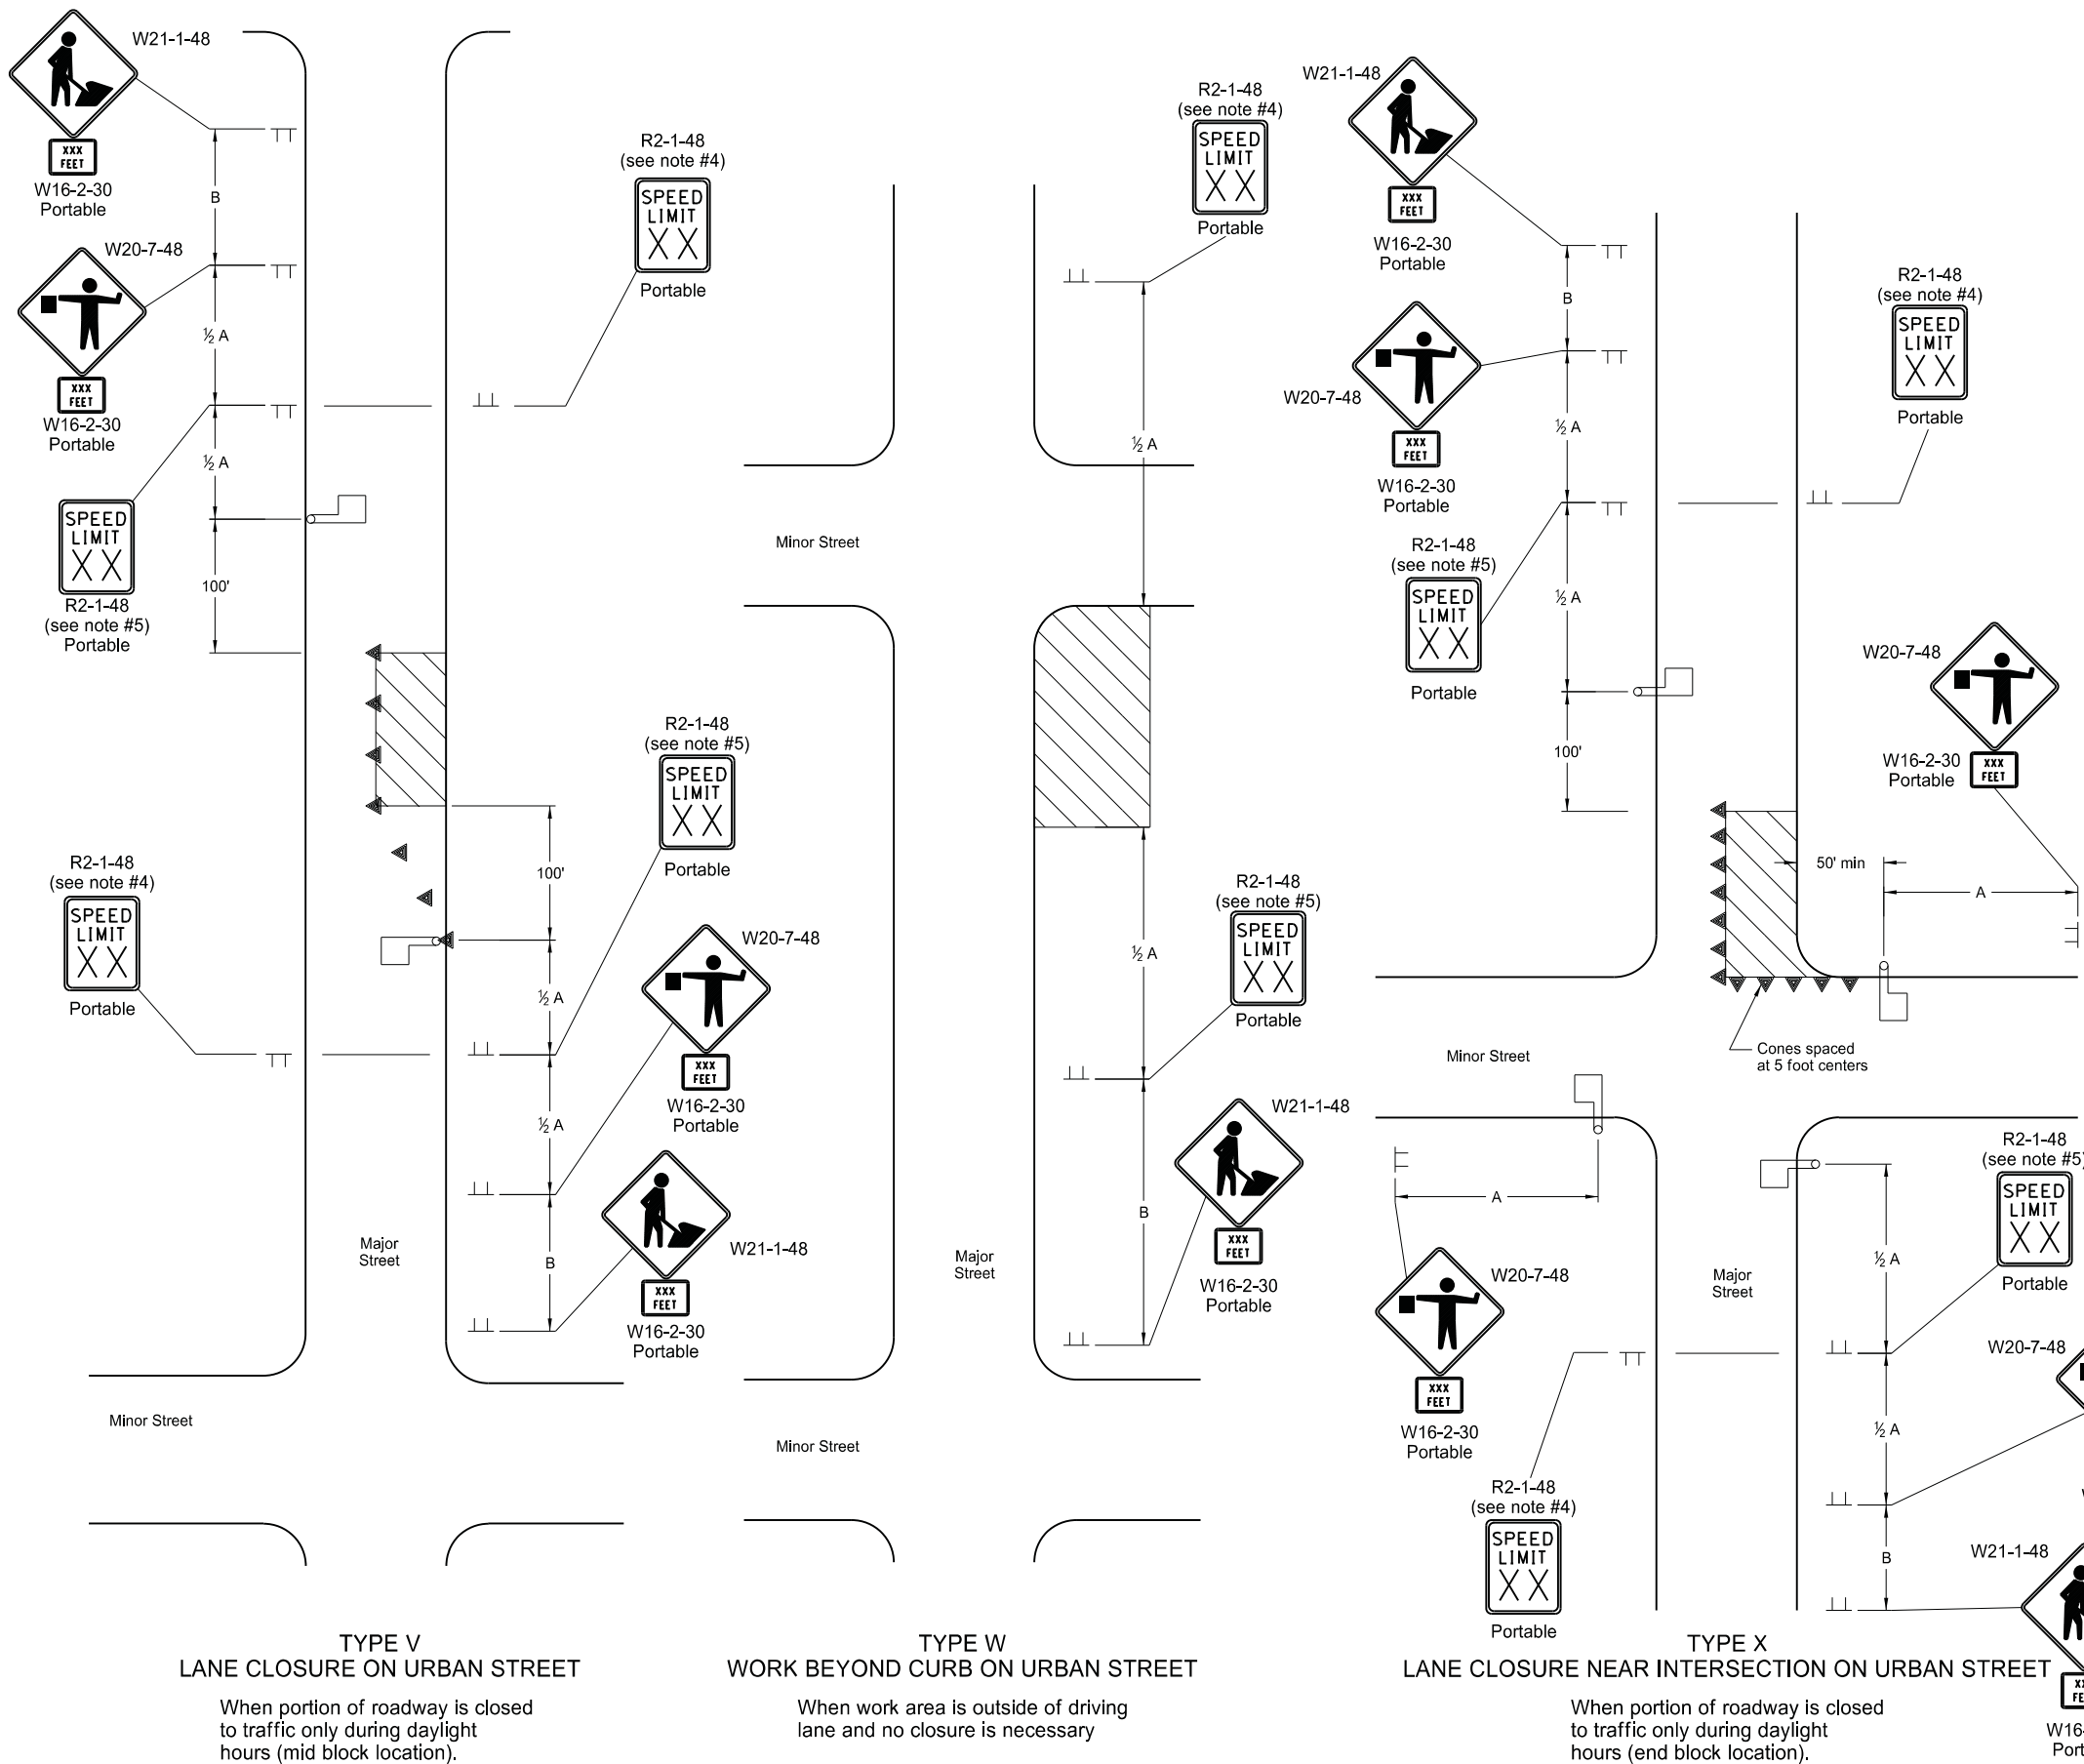 W21-1-48
XXX
FEET
W16-2-30
Portable
B
W20-7-48
XXX
FEET
W16-2-30
Portable
½ A
½ A
SPEED
LIMIT
XX
R2-1-48
(see note #5)
Portable
100'
R2-1-48
(see note #4)
SPEED
LIMIT
XX
Portable
R2-1-48
(see note #5)
SPEED
LIMIT
XX
Portable
100'
R2-1-48
(see note #4)
SPEED
LIMIT
XX
Portable
½ A
W20-7-48
XXX
FEET
W16-2-30
Portable
½ A
W21-1-48
XXX
FEET
W16-2-30
Portable
B
Major
Street
Minor Street
TYPE V
LANE CLOSURE ON URBAN STREET
When portion of roadway is closed
to traffic only during daylight
hours (mid block location).
R2-1-48
(see note #4)
SPEED
LIMIT
XX
Portable
½ A
Minor Street
R2-1-48
(see note #5)
SPEED
LIMIT
XX
Portable
½ A
W21-1-48
XXX
FEET
W16-2-30
Portable
B
Major
Street
Minor Street
TYPE W
WORK BEYOND CURB ON URBAN STREET
When work area is outside of driving
lane and no closure is necessary
W21-1-48
XXX
FEET
W16-2-30
Portable
B
W20-7-48
XXX
FEET
W16-2-30
Portable
½ A
R2-1-48
(see note #5)
SPEED
LIMIT
XX
Portable
½ A
100'
R2-1-48
(see note #4)
SPEED
LIMIT
XX
Portable
W20-7-48
W16-2-30
Portable
XXX
FEET
50' min
A
Cones spaced
at 5 foot centers
Minor Street
A
W20-7-48
XXX
FEET
W16-2-30
Portable
Major
Street
R2-1-48
(see note #5)
SPEED
LIMIT
XX
Portable
½ A
W20-7-48
½ A
R2-1-48
(see note #4)
SPEED
LIMIT
XX
Portable
W21-1-48
B
TYPE X
LANE CLOSURE NEAR INTERSECTION ON URBAN STREET
When portion of roadway is closed
to traffic only during daylight
hours (end block location).